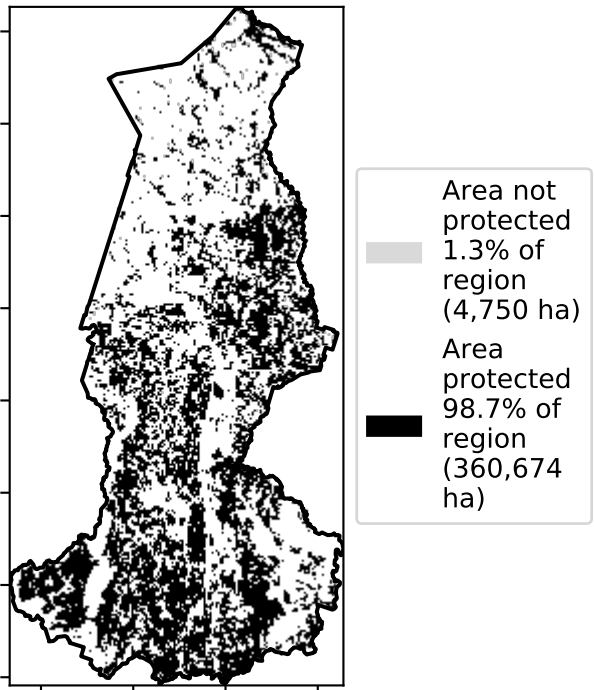 Area not
protected
1.3% of
region
(4,750 ha)
Area
protected
98.7% of
region
(360,674
ha)